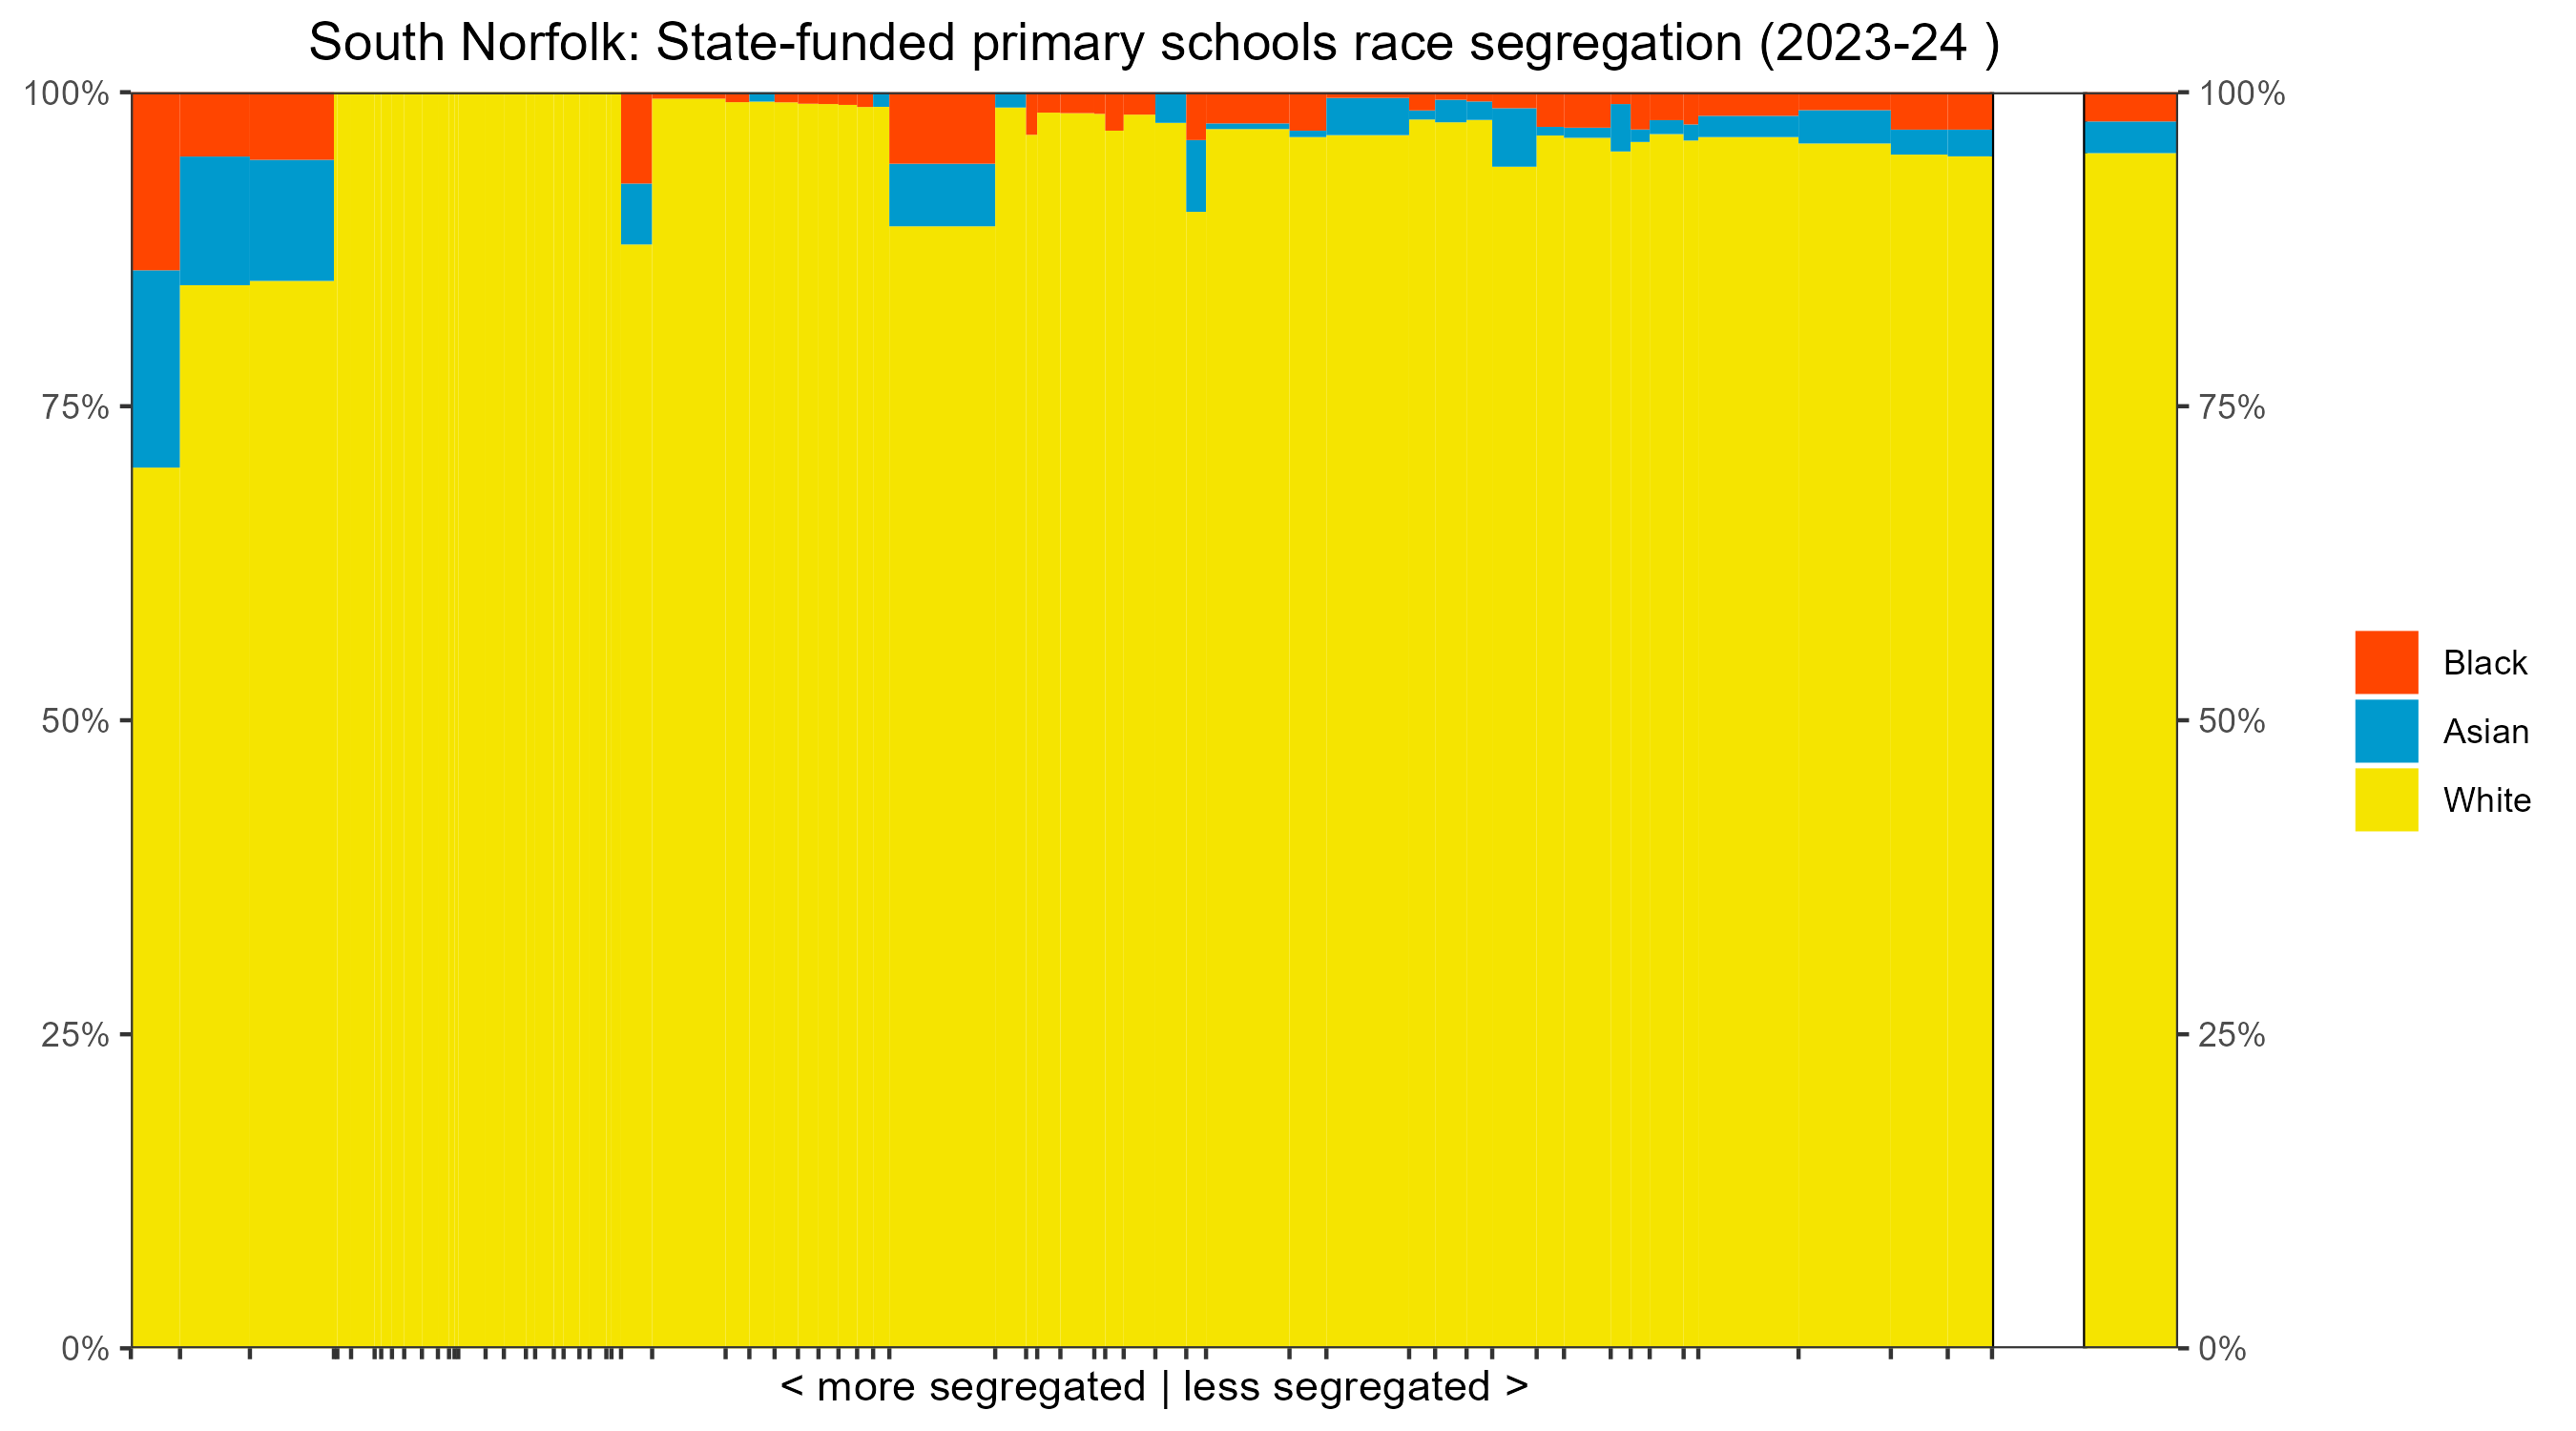 South Norfolk: State-funded primary schools race segregation (2023-24 )
100%
75%
50%
25%
0%
100%
75%
50%
25%
0%
Black
Asian
White
< more segregated | less segregated >